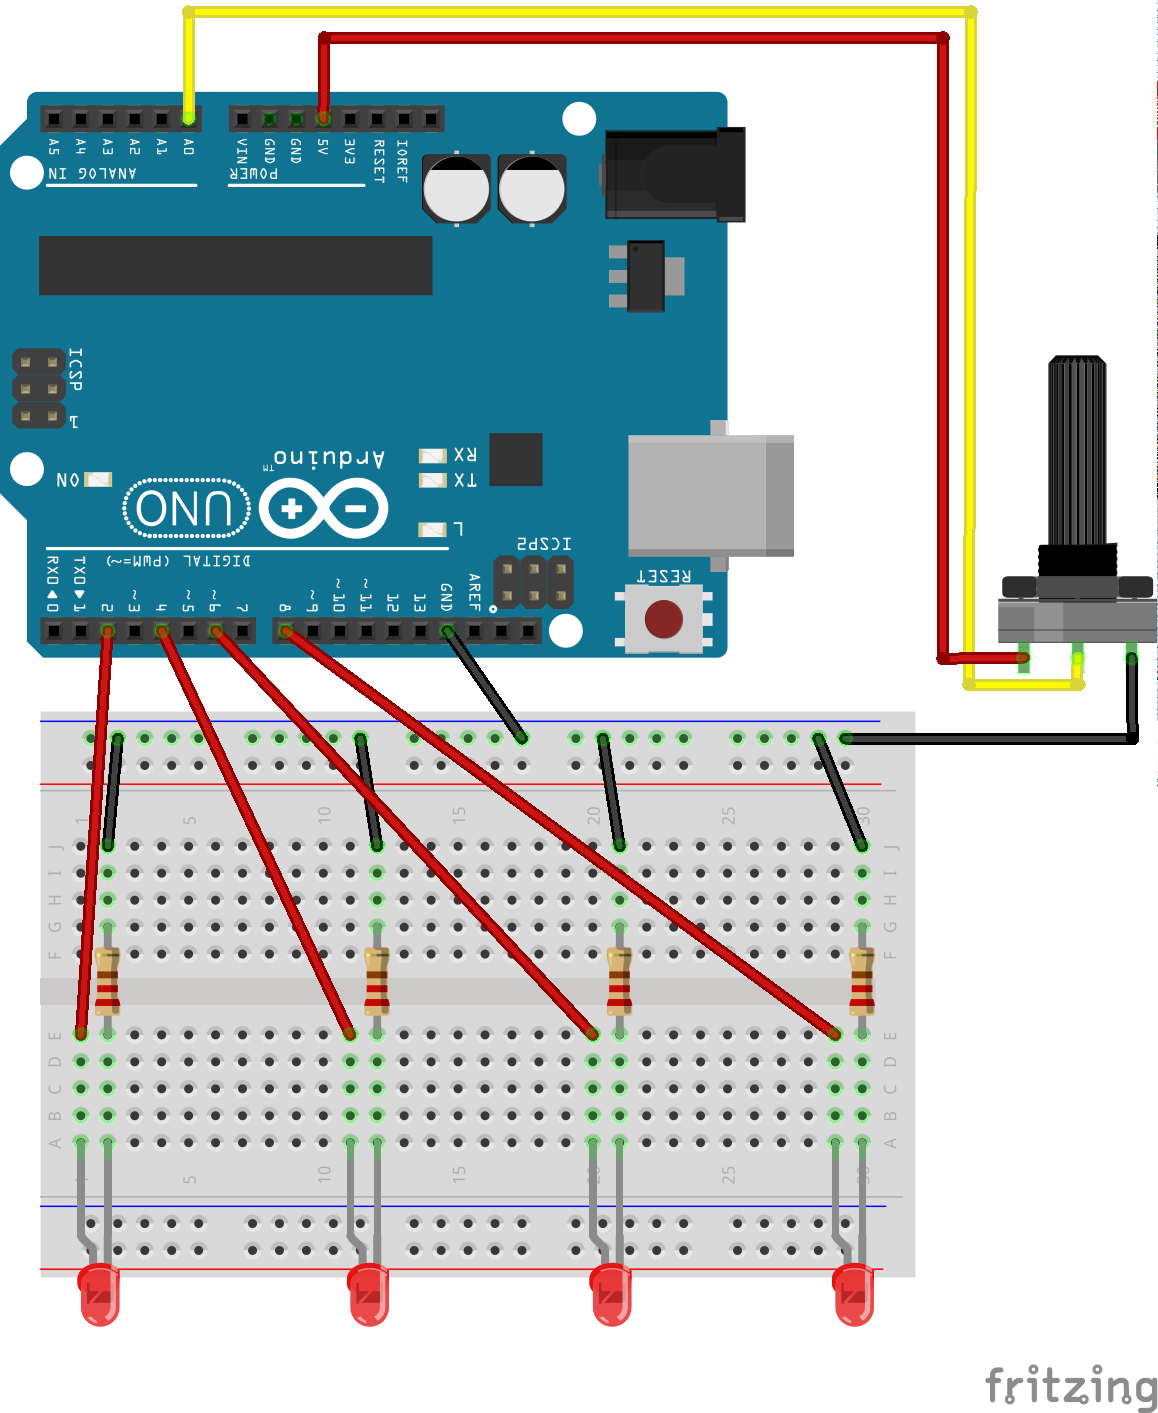 A5 A4 A3 A2 A1 A0
VIN GND GND 5V 3V3 RESET IOREF
ANALOG IN
POWER
ICSP
1
Arduino
TM
RX
ON
TX
UNO
L
ICSP2
DIGITAL (PWM=~)
RESET
RX0◀0 TX0▶1 2 ~3 4 ~5 ~6 7 8 ~9 ~10 ~11 12 13 GND AREF
1 5 10 15 20 25 30
J J
I I
H H
G G
F F
E E
D D
C C
B B
A A
1 5 10 15 20 25 30
fritzing